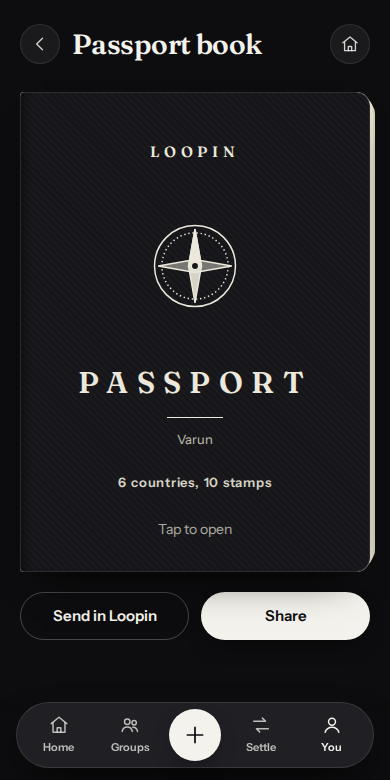 Passport book
LOOPIN
PASSPORT
Varun
6 countries, 10 stamps
Tap to open
Send in Loopin
Share
Home
Groups
Settle
You